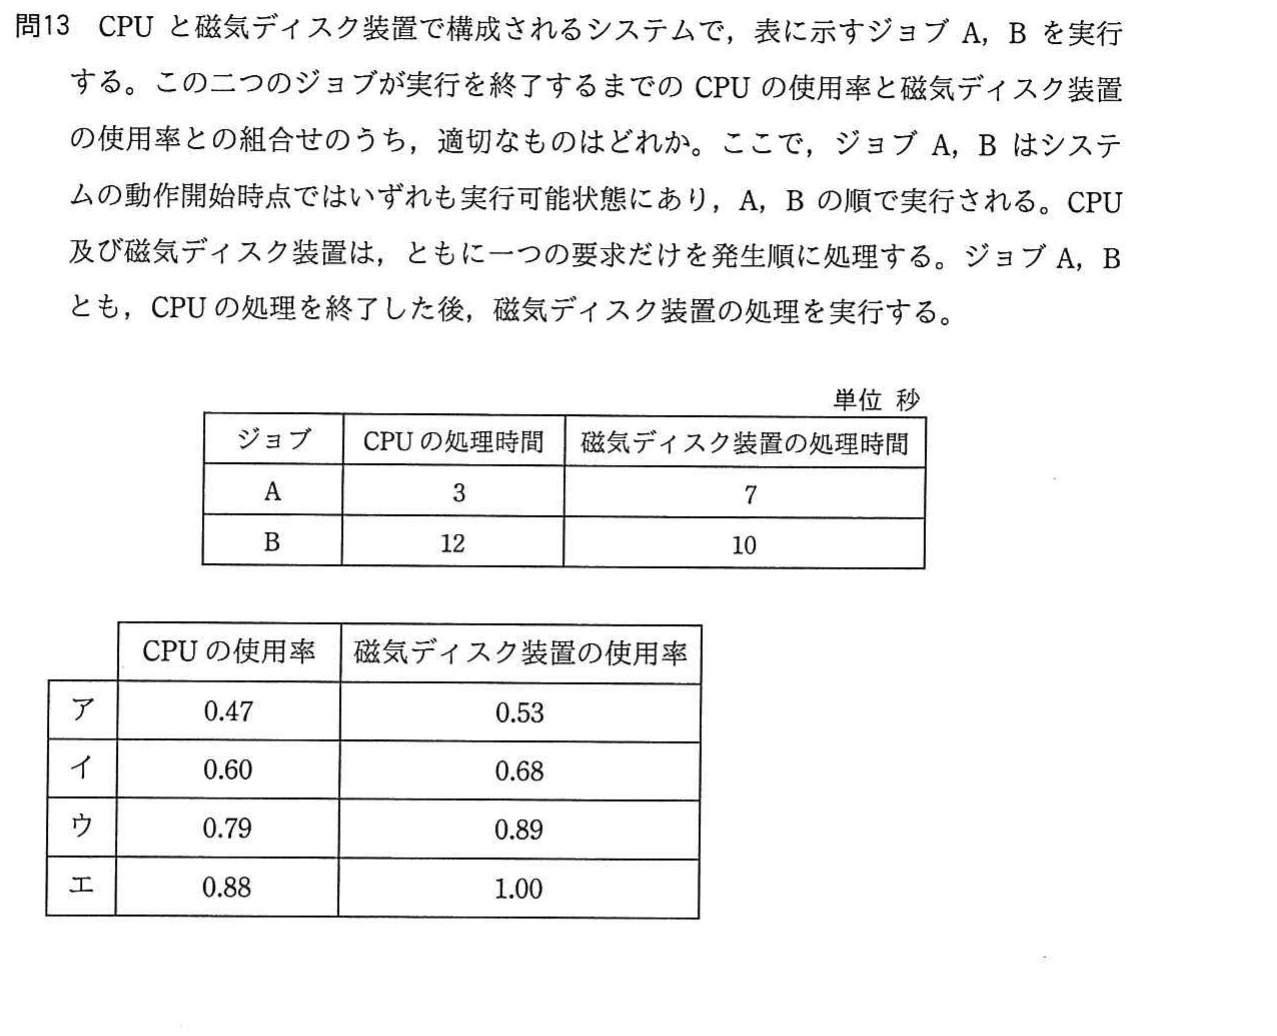 問13 CPU と磁気ディスク装置で構成されるシステムで，表に示すジョブ A，B を実行
する。この二つのジョブが実行を終了するまでの CPU の使用率と磁気ディスク装置
の使用率との組合せのうち，適切なものはどれか。ここで，ジョブ A，B はシステ
ムの動作開始時点ではいずれも実行可能状態にあり，A，B の順で実行される。CPU
及び磁気ディスク装置は，ともに一つの要求だけを発生順に処理する。ジョブ A，B
とも，CPU の処理を終了した後，磁気ディスク装置の処理を実行する。
単位 秒
ジョブ CPU の処理時間 磁気ディスク装置の処理時間
A 3 7
B 12 10
CPU の使用率 磁気ディスク装置の使用率
ア 0.47 0.53
イ 0.60 0.68
ウ 0.79 0.89
エ 0.88 1.00